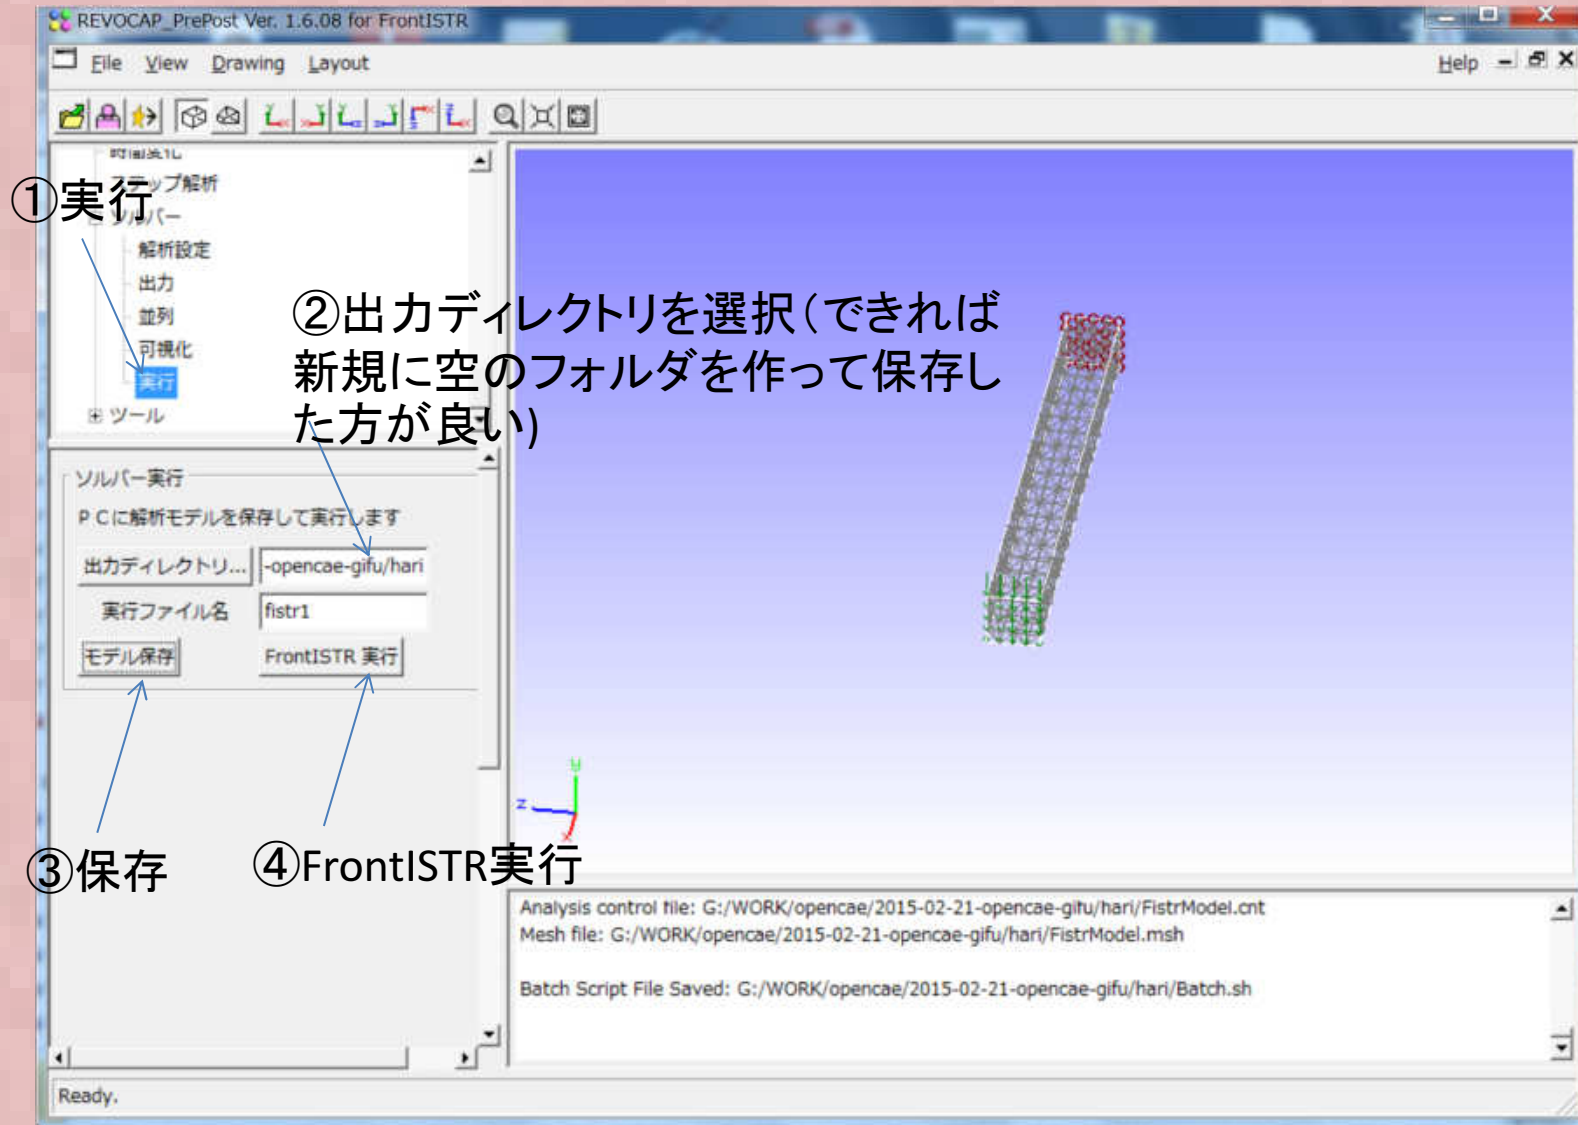 REVOCAP_PrePost Ver. 1.6.08 for FrontISTR
File View Drawing Layout
Help
時間変化
ステップ解析
①実行
ソルバー
解析設定
出力
並列
可視化
実行
ツール
②出力ディレクトリを選択（できれば
新規に空のフォルダを作って保存し
た方が良い)
ソルバー実行
ＰＣに解析モデルを保存して実行します
出力ディレクトリ... -opencae-gifu/hari
実行ファイル名 fistr1
モデル保存 FrontISTR 実行
y
z
x
③保存
④FrontISTR実行
Analysis control file: G:/WORK/opencae/2015-02-21-opencae-gifu/hari/FistrModel.cnt
Mesh file: G:/WORK/opencae/2015-02-21-opencae-gifu/hari/FistrModel.msh
Batch Script File Saved: G:/WORK/opencae/2015-02-21-opencae-gifu/hari/Batch.sh
Ready.